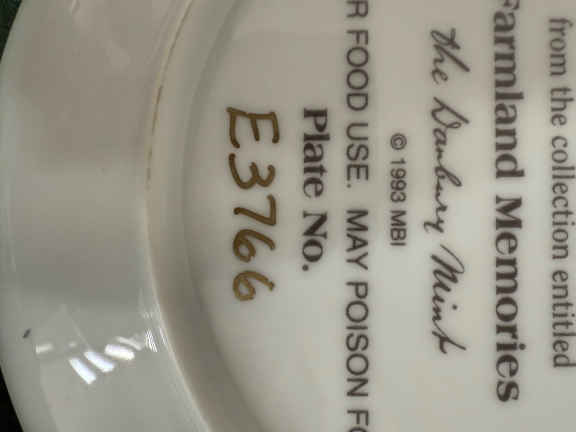 from the collection entitled
Farmland Memories
the Danbury Mint
© 1993 MBI
R FOOD USE. MAY POISON FO
Plate No.
E3766